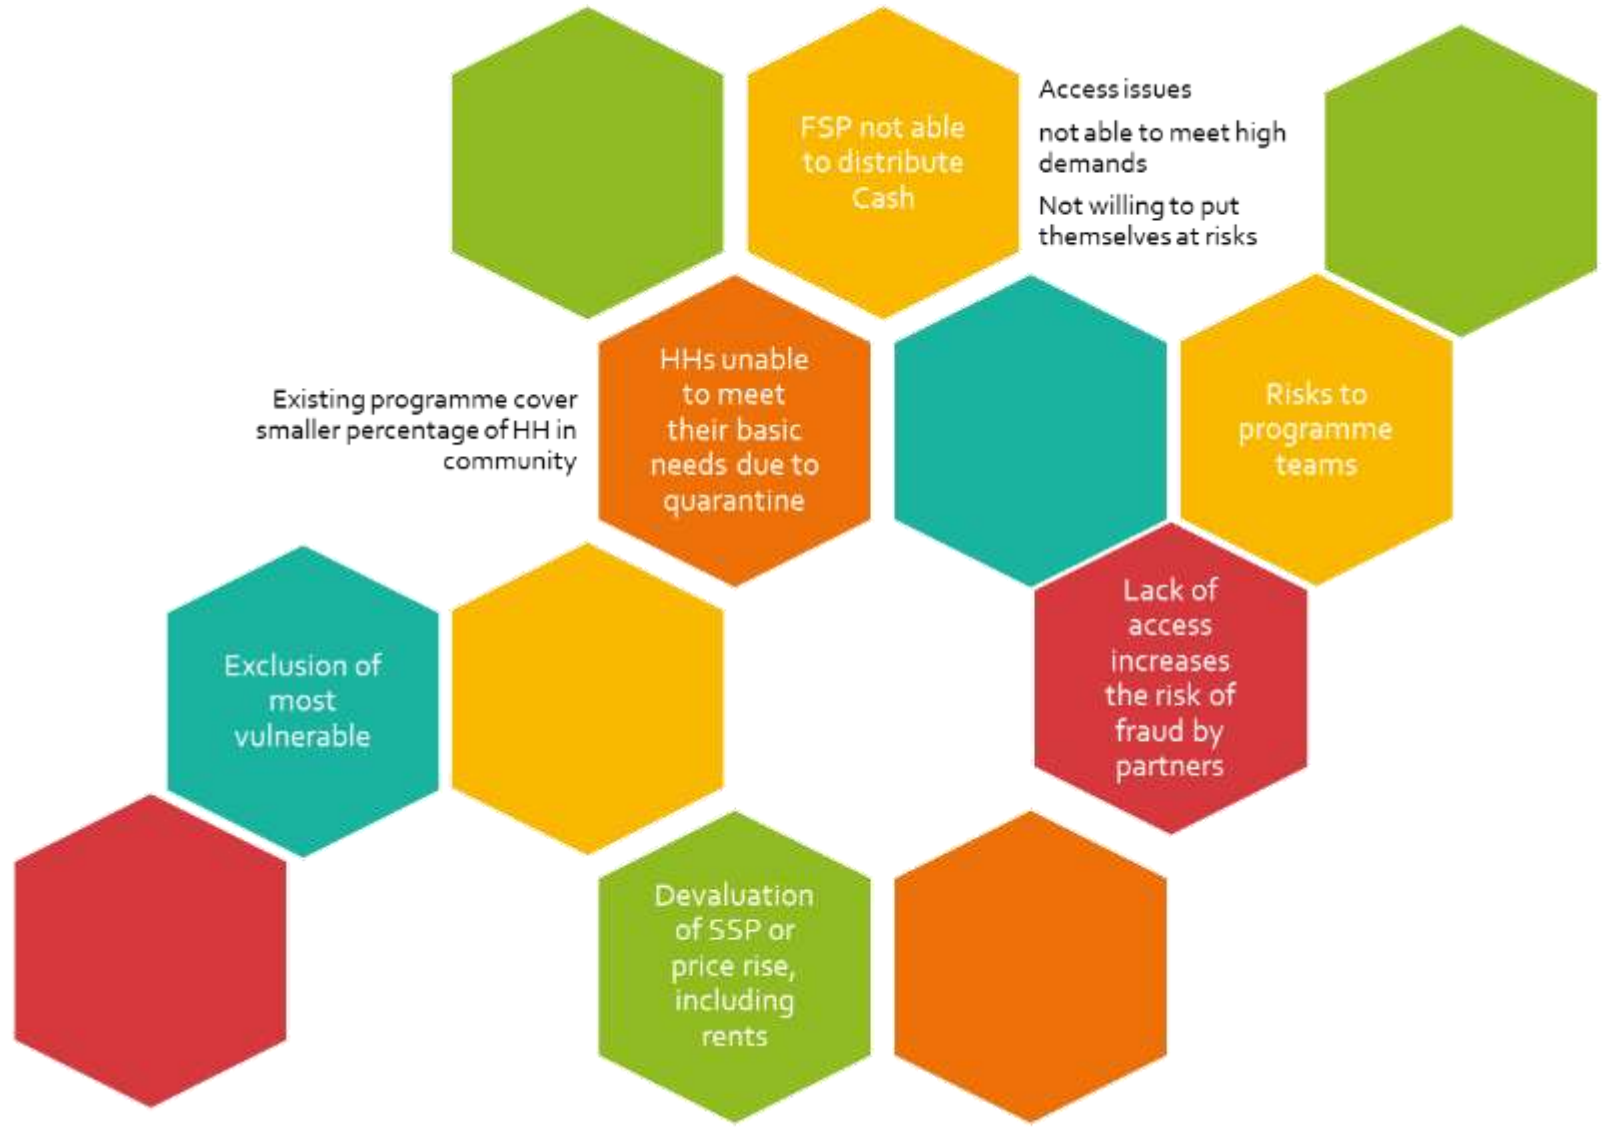 FSP not able
to distribute
Cash
Access issues
not able to meet high
demands
Not willing to put
themselves at risks
Existing programme cover
smaller percentage of HH in
community
HHs unable
to meet
their basic
needs due to
quarantine
Risks to
programme
teams
Lack of
access
increases
the risk of
fraud by
partners
Exclusion of
most
vulnerable
Devaluation
of SSP or
price rise,
including
rents